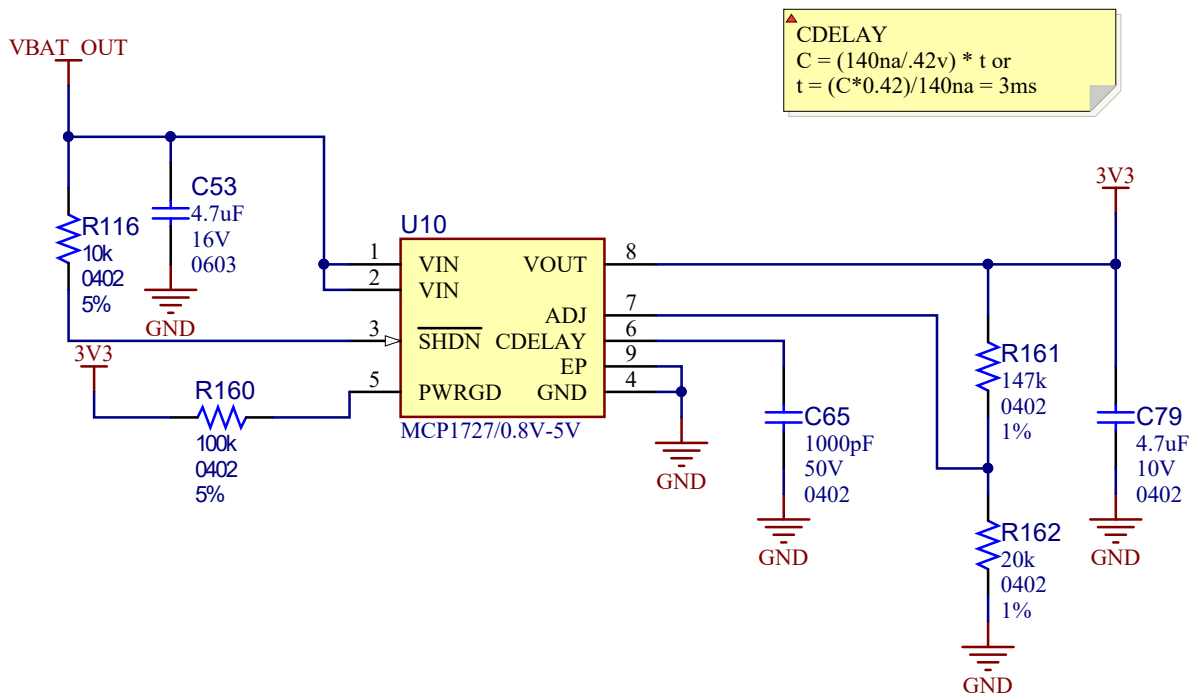 CDELAY
C = (140na/.42v) * t or
t = (C*0.42)/140na = 3ms
VBAT_OUT
R116
10k
0402
5%
C53
4.7uF
16V
0603
GND
3V3
R160
100k
0402
5%
U10
1 VIN
2 VIN
3 SHDN
5 PWRGD
VOUT 8
ADJ 7
CDELAY 6
EP 9
GND 4
MCP1727/0.8V-5V
GND
C65
1000pF
50V
0402
GND
3V3
R161
147k
0402
1%
R162
20k
0402
1%
GND
C79
4.7uF
10V
0402
GND